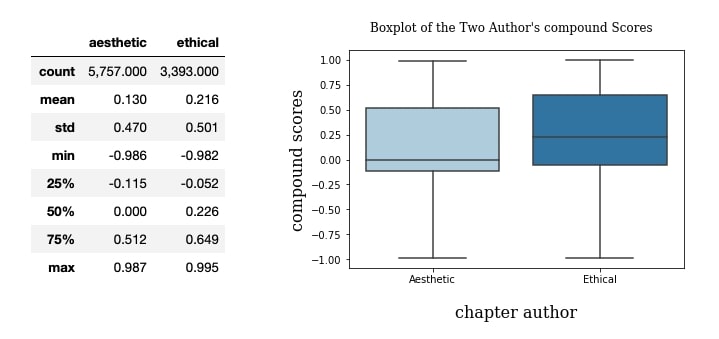 aesthetic ethical
count 5,757.000 3,393.000
mean 0.130 0.216
std 0.470 0.501
min -0.986 -0.982
25% -0.115 -0.052
50% 0.000 0.226
75% 0.512 0.649
max 0.987 0.995
Boxplot of the Two Author's compound Scores
compound scores
1.00
0.75
0.50
0.25
0.00
−0.25
−0.50
−0.75
−1.00
Aesthetic Ethical
chapter author